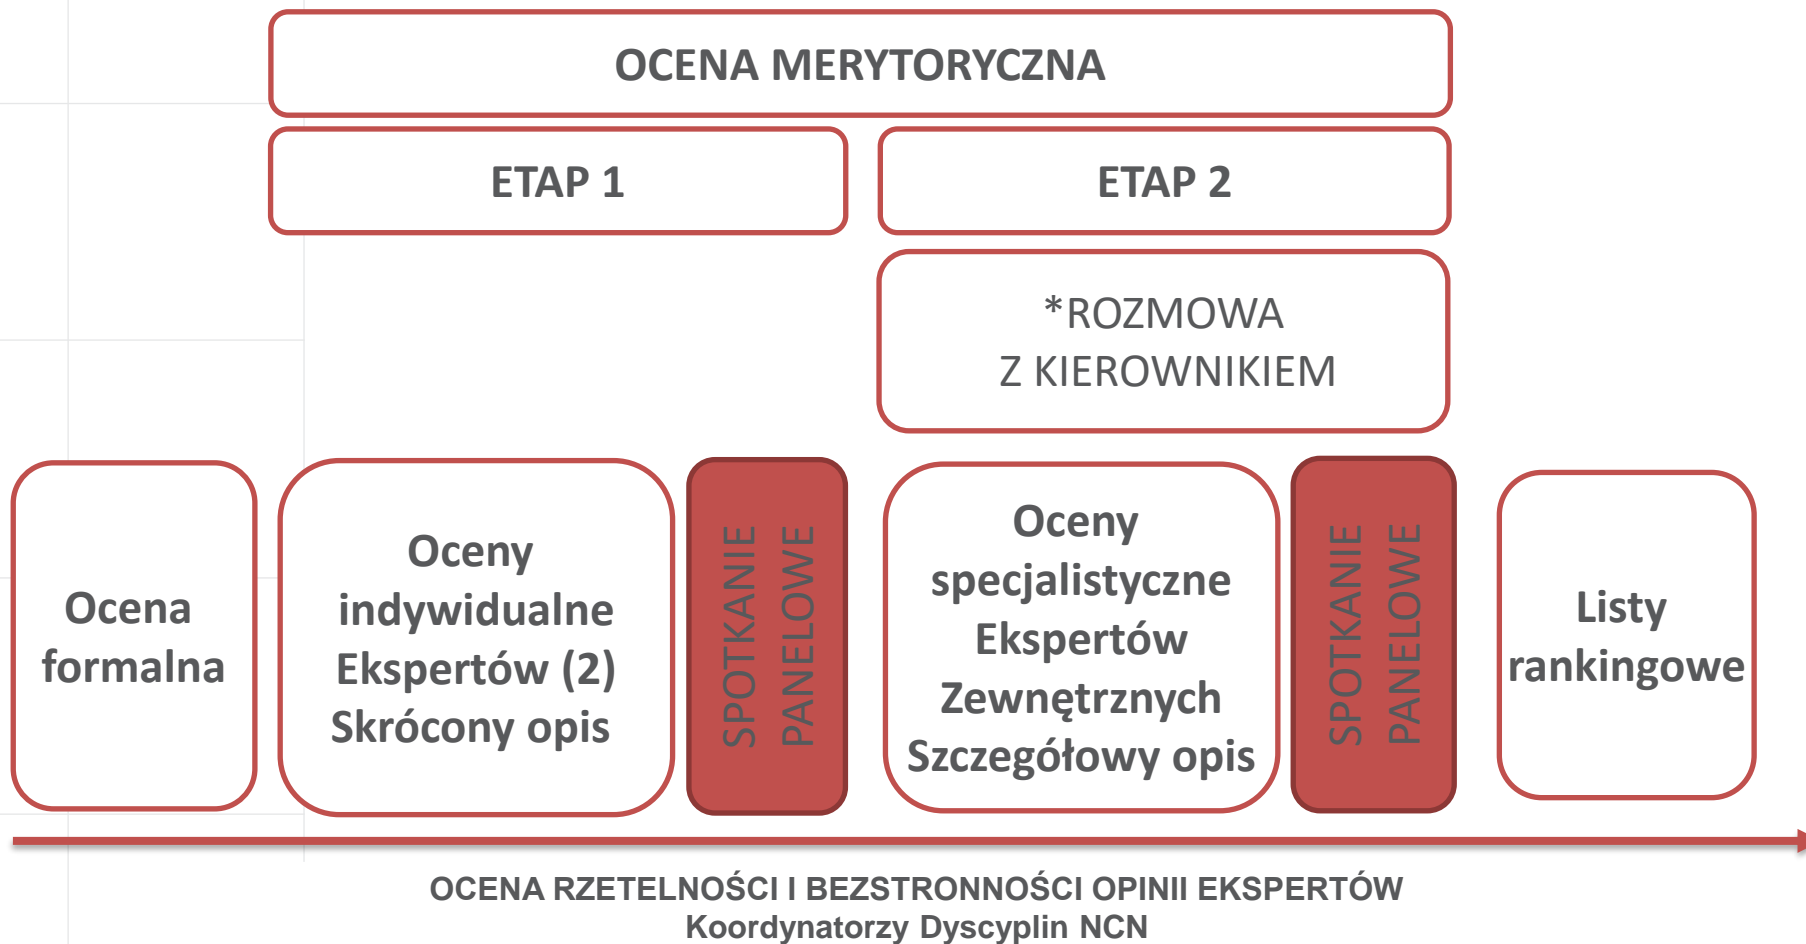 OCENA MERYTORYCZNA
ETAP 1
ETAP 2
*ROZMOWA
Z KIEROWNIKIEM
Ocena
formalna
Oceny
indywidualne
Ekspertów (2)
Skrócony opis
SPOTKANIE
PANELOWE
Oceny
specjalistyczne
Ekspertów
Zewnętrznych
Szczegółowy opis
SPOTKANIE
PANELOWE
Listy
rankingowe
OCENA RZETELNOŚCI I BEZSTRONNOŚCI OPINII EKSPERTÓW
Koordynatorzy Dyscyplin NCN